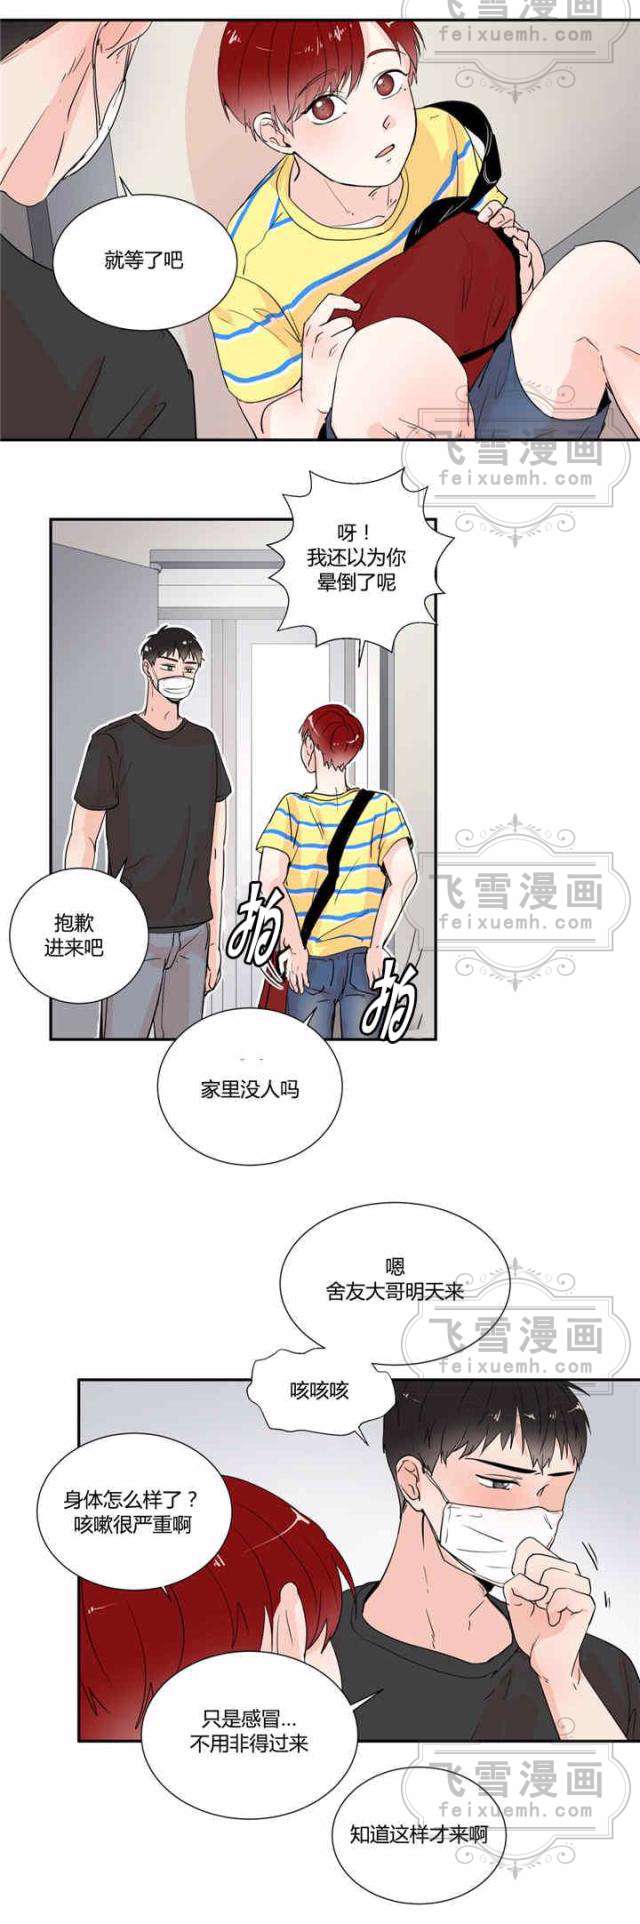 飞雪漫画
feixuemh.com
就等了吧
飞雪漫画
feixuemh.com
呀！
我还以为你
晕倒了呢
飞雪漫画
feixuemh.com
抱歉
进来吧
拍
拍
家里没人吗
嗯
舍友大哥明天来
飞雪漫画
feixuemh.com
咳咳咳
身体怎么样了？
咳嗽很严重啊
只是感冒...
不用非得过来
飞雪漫画
feixuemh.com
知道这样才来啊